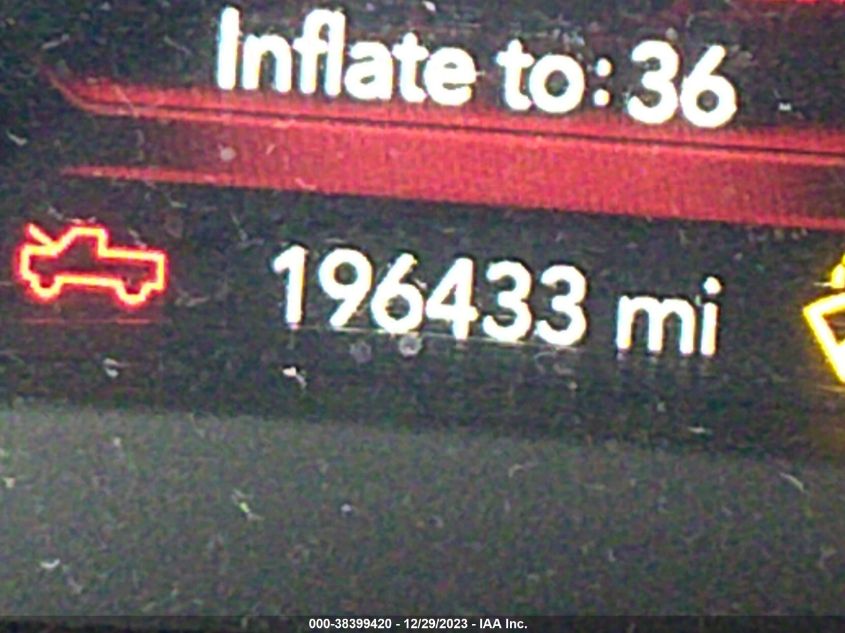 Inflate to: 36
196433 mi
000-38399420 - 12/29/2023 - IAA Inc.